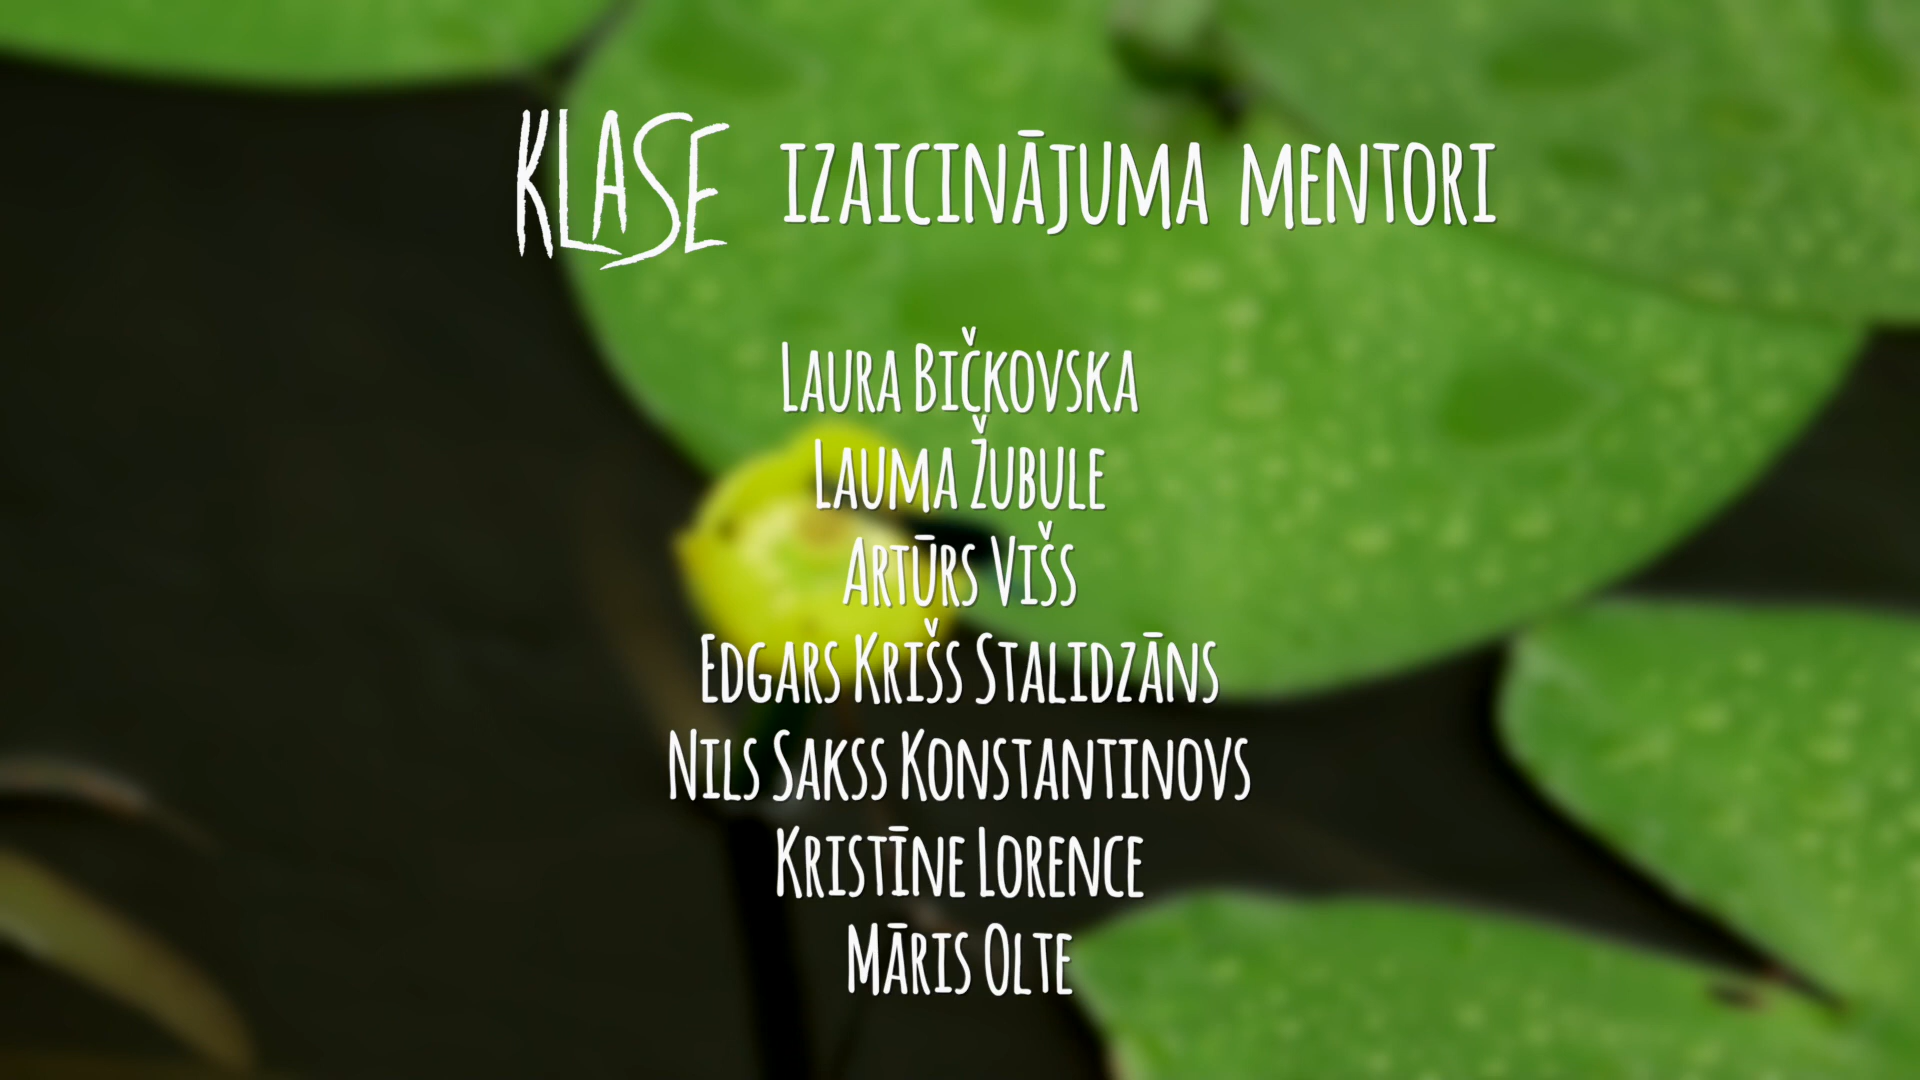 KLASE IZAICINĀJUMA MENTORI
LAURA BIČKOVSKA
LAUMA ŽUBULE
ARTŪRS VIŠS
EDGARS KRIŠS STALIDZĀNS
NILS SAKSS KONSTANTINOVS
KRISTĪNE LORENCE
MĀRIS OLTE